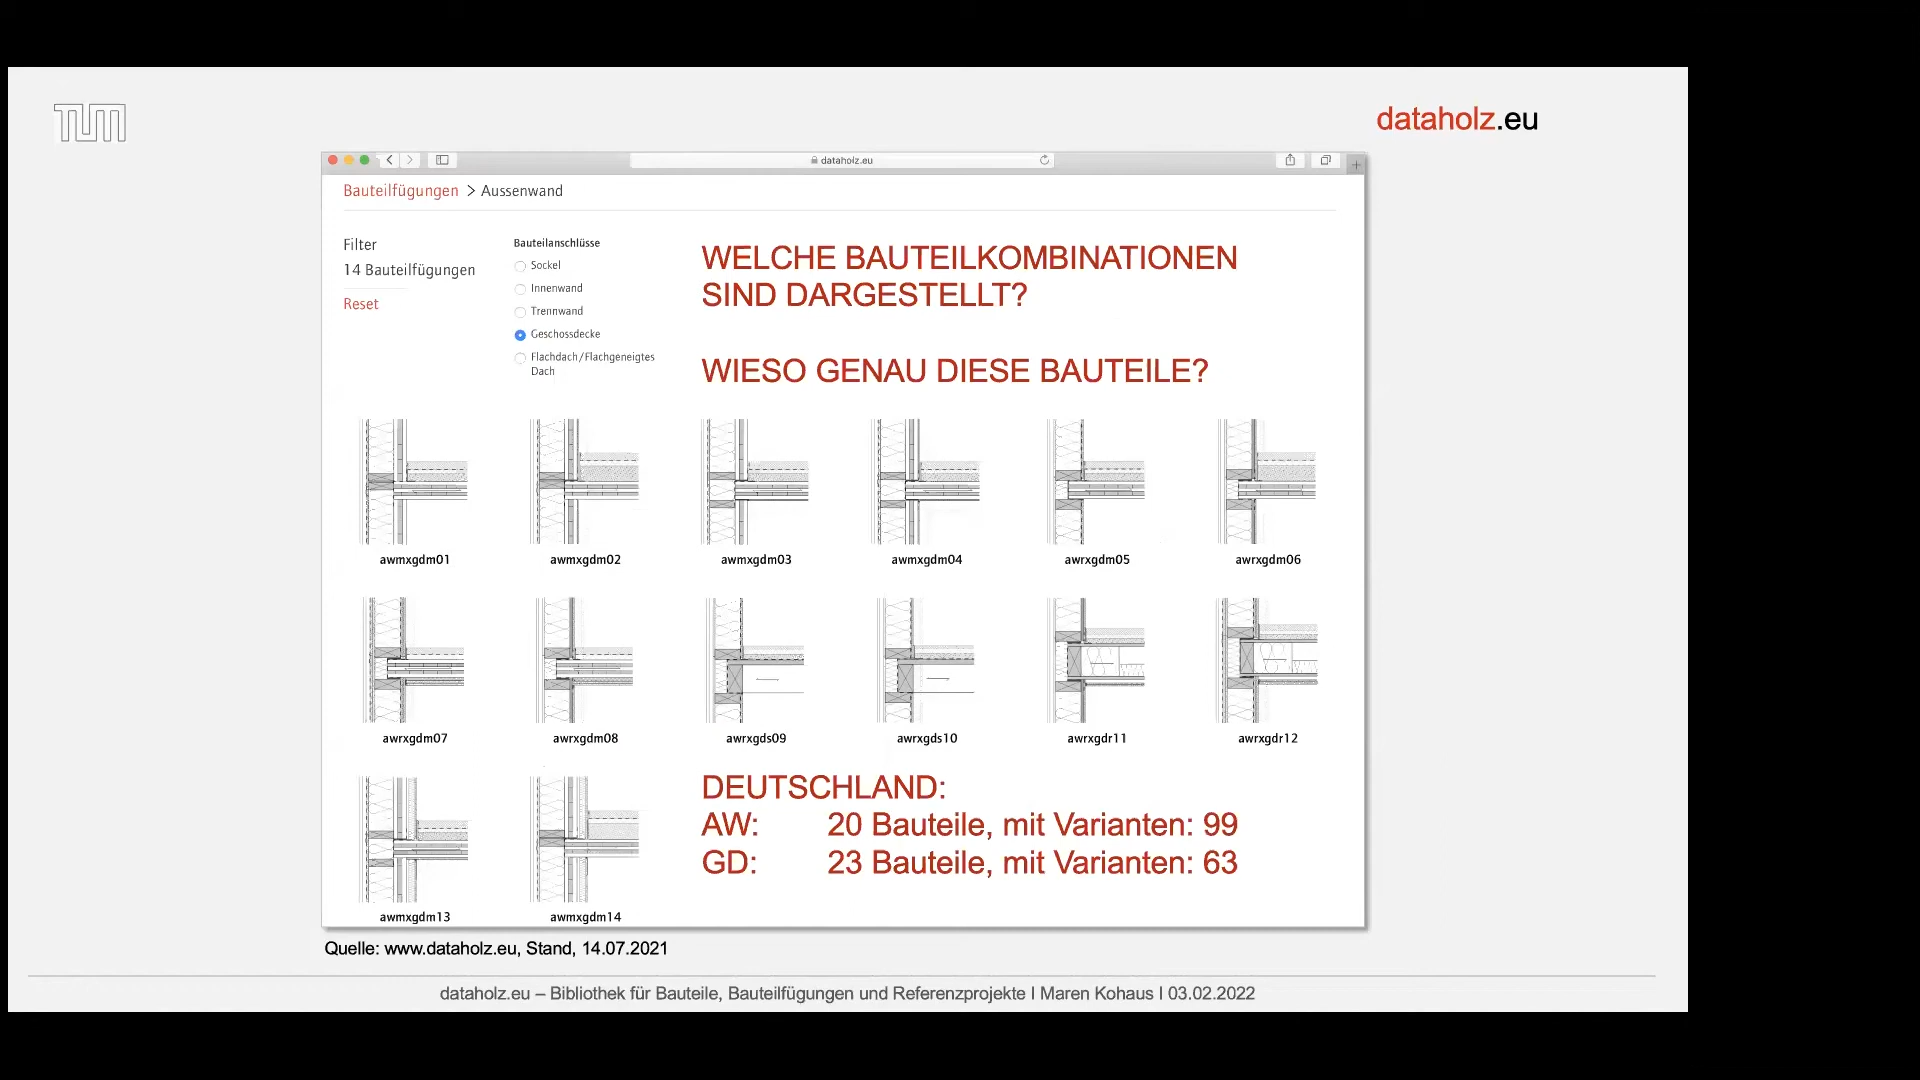 TUM
dataholz.eu
dataholz.eu
Bauteilfügungen > Aussenwand
Filter
14 Bauteilfügungen
Reset
Bauteilanschlüsse
Sockel
Innenwand
Trennwand
Geschossdecke
Flachdach/Flachgeneigtes
Dach
WELCHE BAUTEILKOMBINATIONEN
SIND DARGESTELLT?
WIESO GENAU DIESE BAUTEILE?
awmxgdm01
awmxgdm02
awmxgdm03
awmxgdm04
awrxgdm05
awrxgdm06
awrxgdm07
awrxgdm08
awrxgds09
awrxgds10
awrxgdr11
awrxgdr12
awmxgdm13
awmxgdm14
DEUTSCHLAND:
AW: 20 Bauteile, mit Varianten: 99
GD: 23 Bauteile, mit Varianten: 63
Quelle: www.dataholz.eu, Stand, 14.07.2021
dataholz.eu – Bibliothek für Bauteile, Bauteilfügungen und Referenzprojekte I Maren Kohaus I 03.02.2022